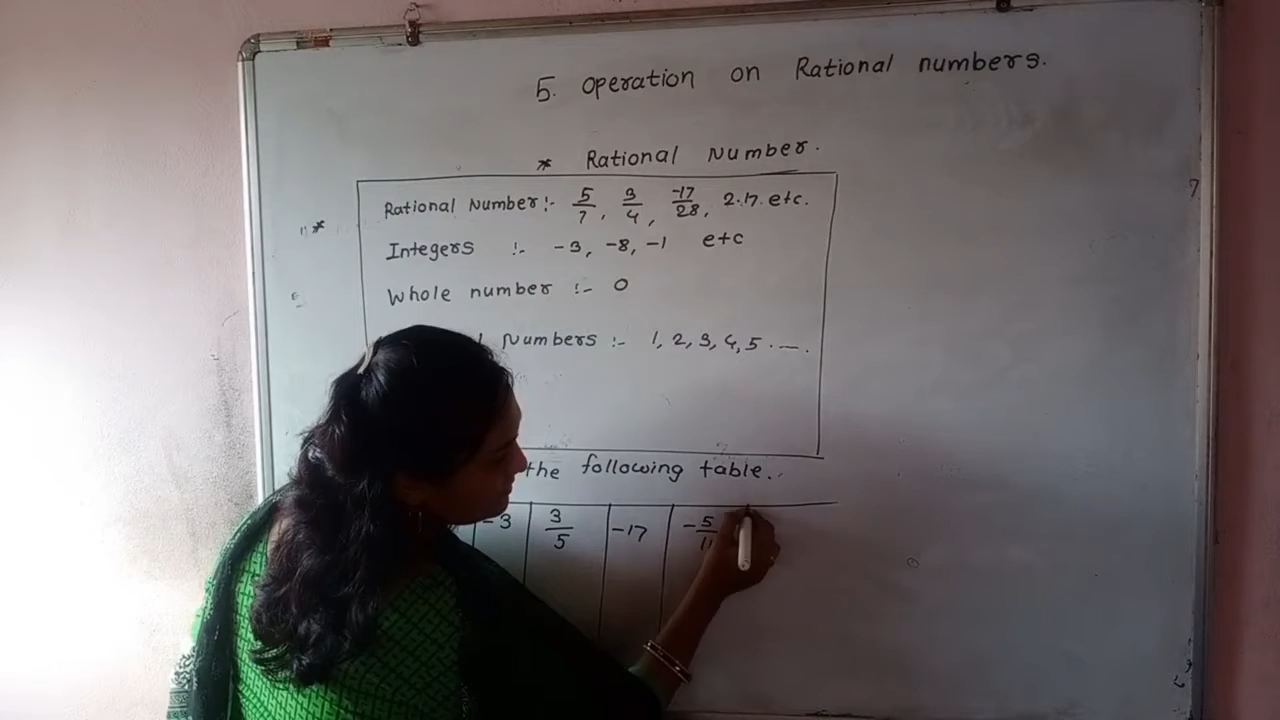 5. Operation on Rational numbers.
* Rational Number.
Rational Number:- 5/7, 3/4, -17/28, 2.17. etc.
* Integers :- -3, -8, -1 etc
Whole number :- 0
Numbers :- 1, 2, 3, 4, 5 . —.
the following table.
-3 | 3/5 | -17 | -5/11